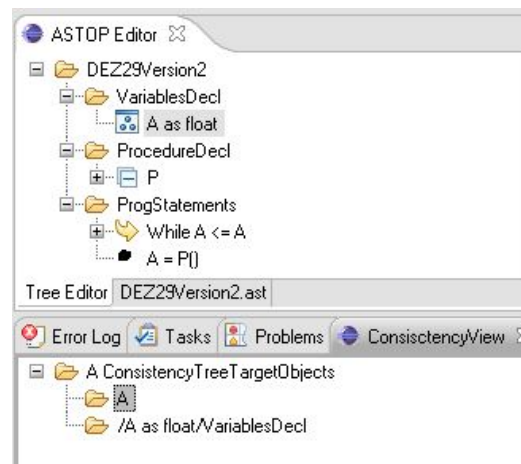 ASTOP Editor
DEZ29Version2
VariablesDecl
A as float
ProcedureDecl
P
ProgStatements
While A <= A
A = P()
Tree Editor DEZ29Version2.ast
Error Log Tasks Problems ConsisctencyView
A ConsistencyTreeTargetObjects
A
/A as float/VariablesDecl